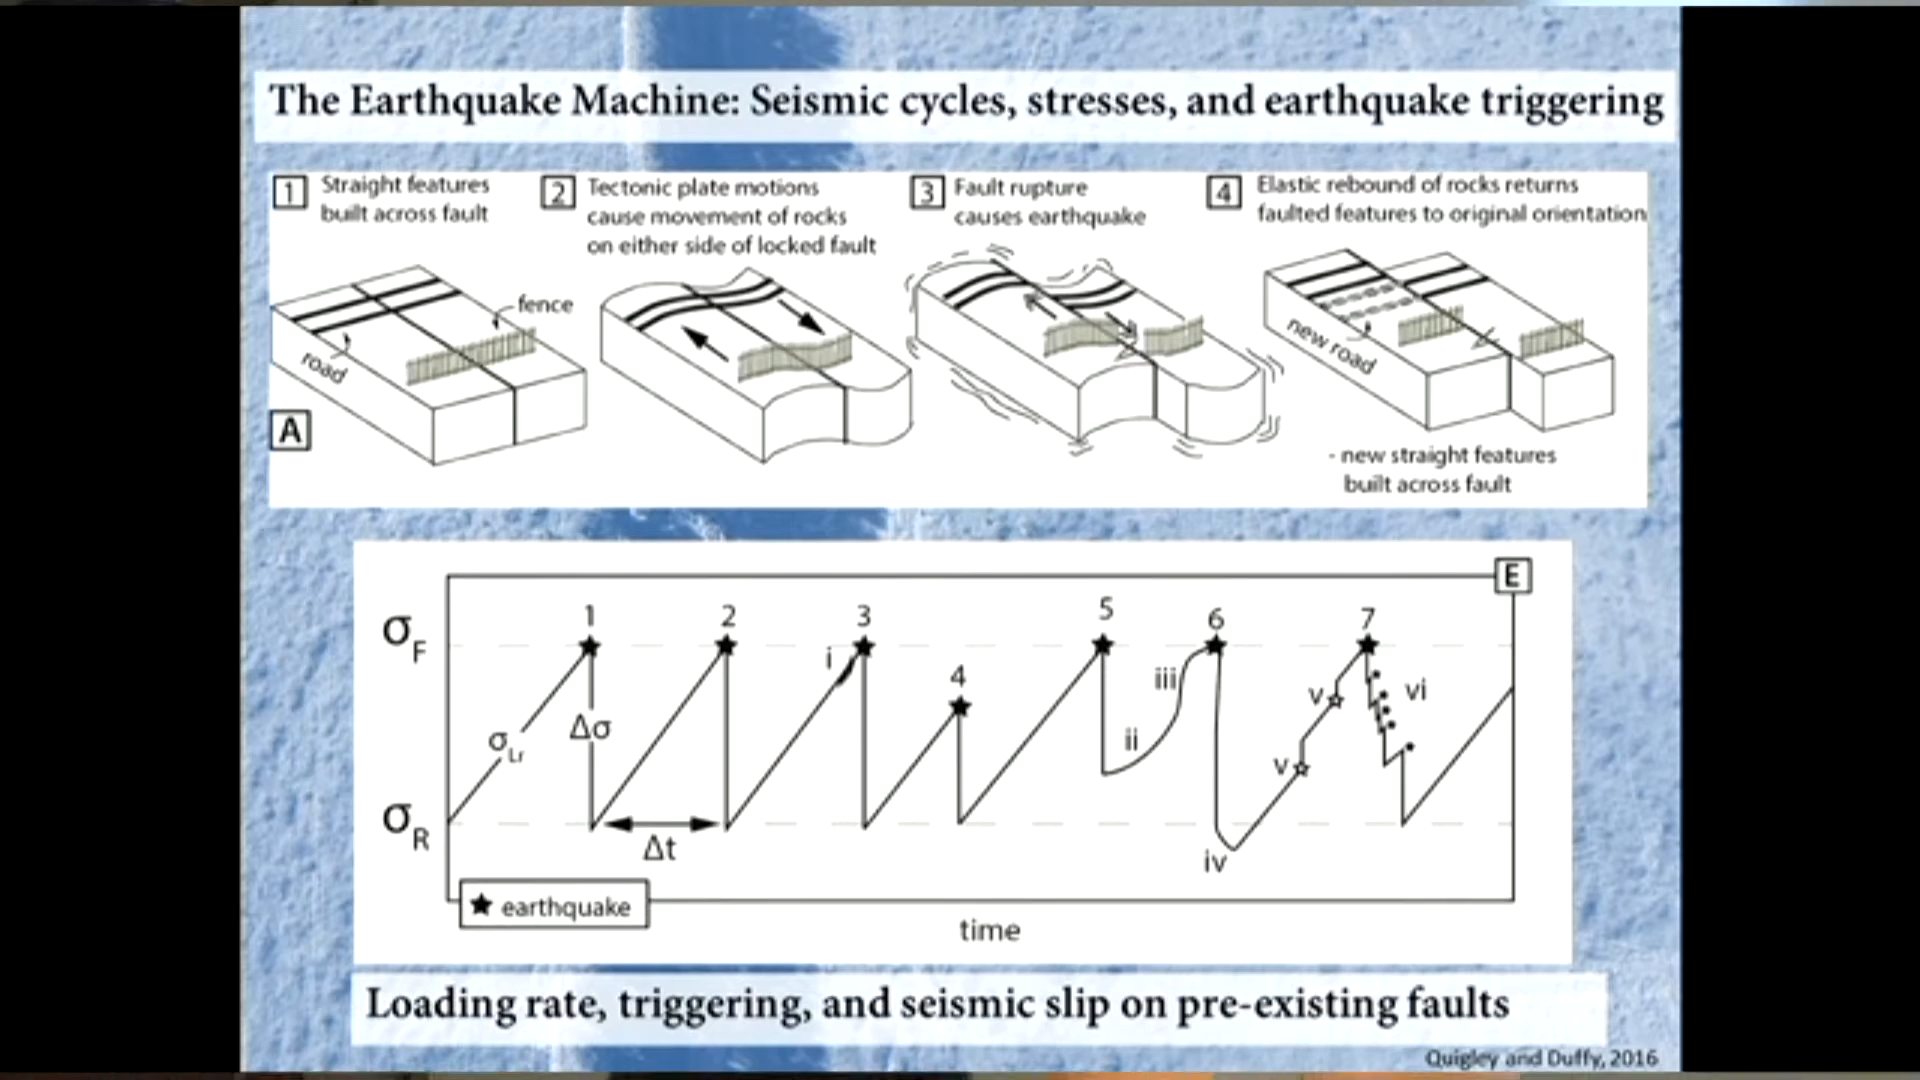 The Earthquake Machine: Seismic cycles, stresses, and earthquake triggering
1 Straight features
built across fault
2 Tectonic plate motions
cause movement of rocks
on either side of locked fault
3 Fault rupture
causes earthquake
4 Elastic rebound of rocks returns
faulted features to original orientation
fence
road
new road
A
- new straight features
built across fault
E
1 2 3 4 5 6 7
σF
i
iii
v
vi
Δσ
σLr
ii
v
σR
Δt
iv
★ earthquake
time
Loading rate, triggering, and seismic slip on pre-existing faults
Quigley and Duffy, 2016